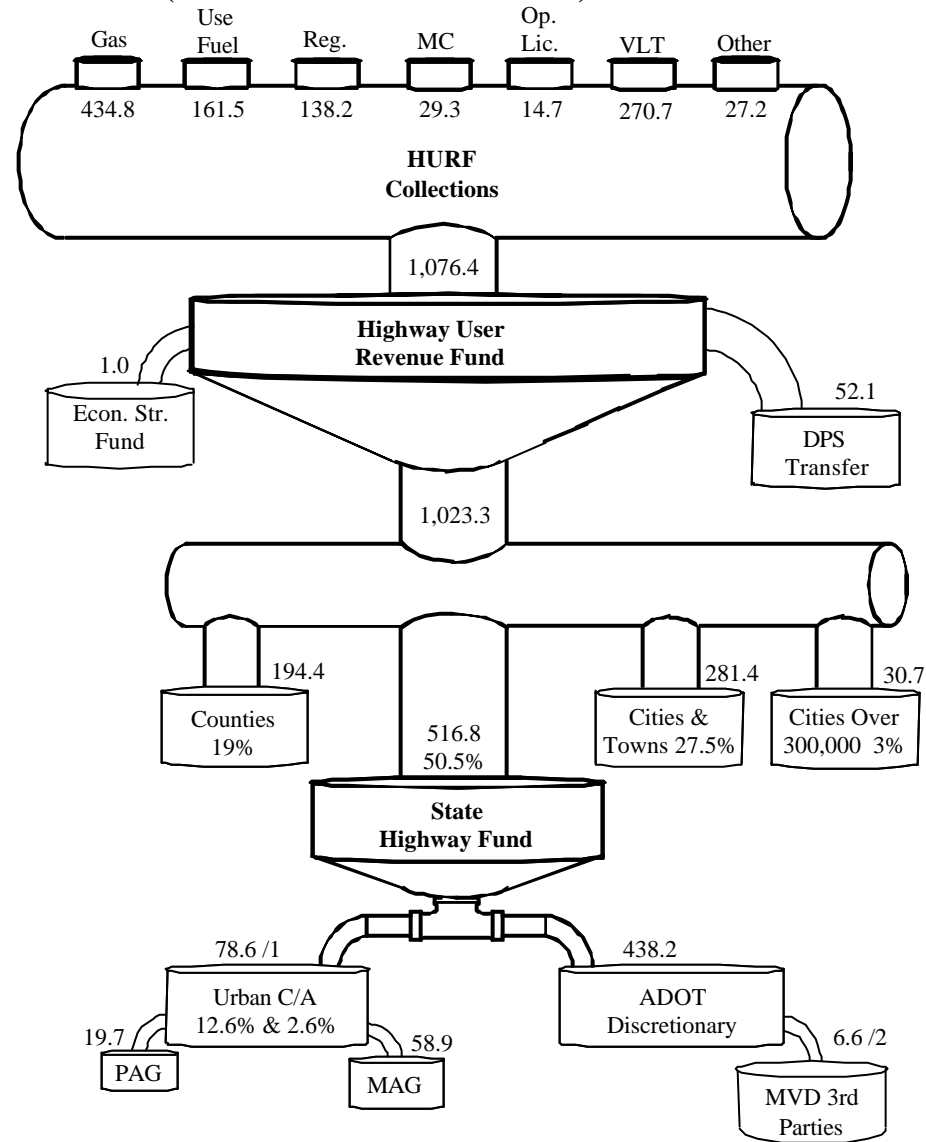 Gas
Use
Fuel
Reg.
MC
Op.
Lic.
VLT
Other
434.8 161.5 138.2 29.3 14.7 270.7 27.2
HURF
Collections
1,076.4
Highway User
Revenue Fund
1.0
Econ. Str.
Fund
52.1
DPS
Transfer
1,023.3
194.4
Counties
19%
516.8
50.5%
281.4
Cities &
Towns 27.5%
30.7
Cities Over
300,000 3%
State
Highway Fund
78.6 /1
Urban C/A
12.6% & 2.6%
438.2
ADOT
Discretionary
19.7
PAG
58.9
MAG
6.6 /2
MVD 3rd
Parties